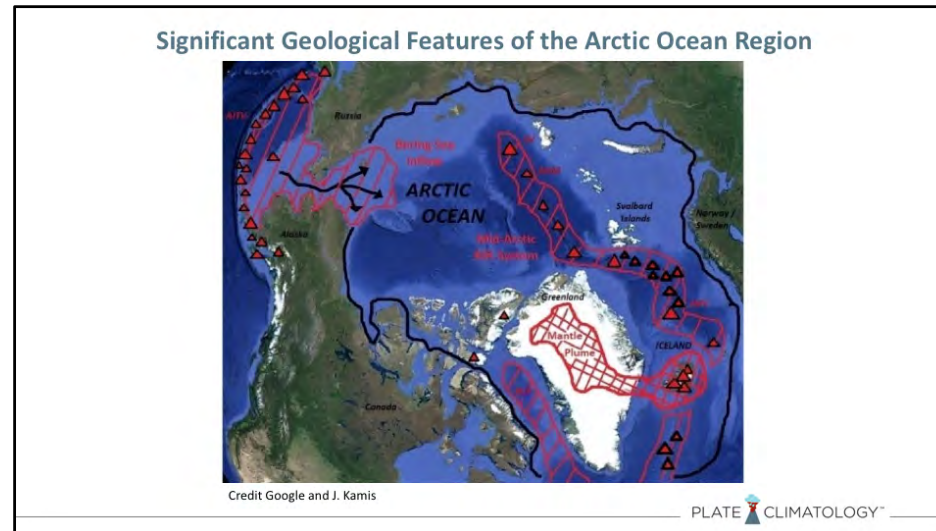 Significant Geological Features of the Arctic Ocean Region
Russia
Bering Sea
Inflow
ARCTIC
OCEAN
Alaska
Svalbard
Islands
Norway /
Sweden
Mid-Arctic
Rift System
Greenland
Mantle
Plume
ICELAND
Canada
Credit Google and J. Kamis
PLATE CLIMATOLOGY™